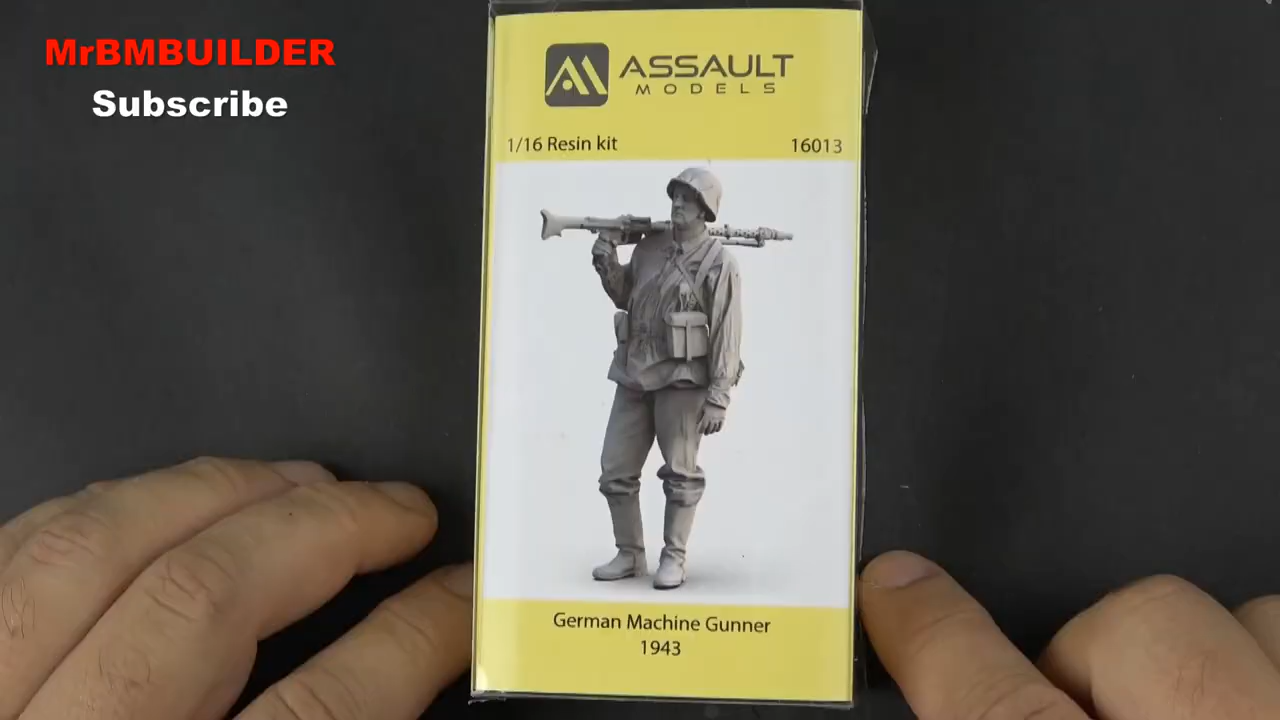 MrBMBUILDER
Subscribe
ASSAULT
MODELS
1/16 Resin kit
16013
German Machine Gunner
1943